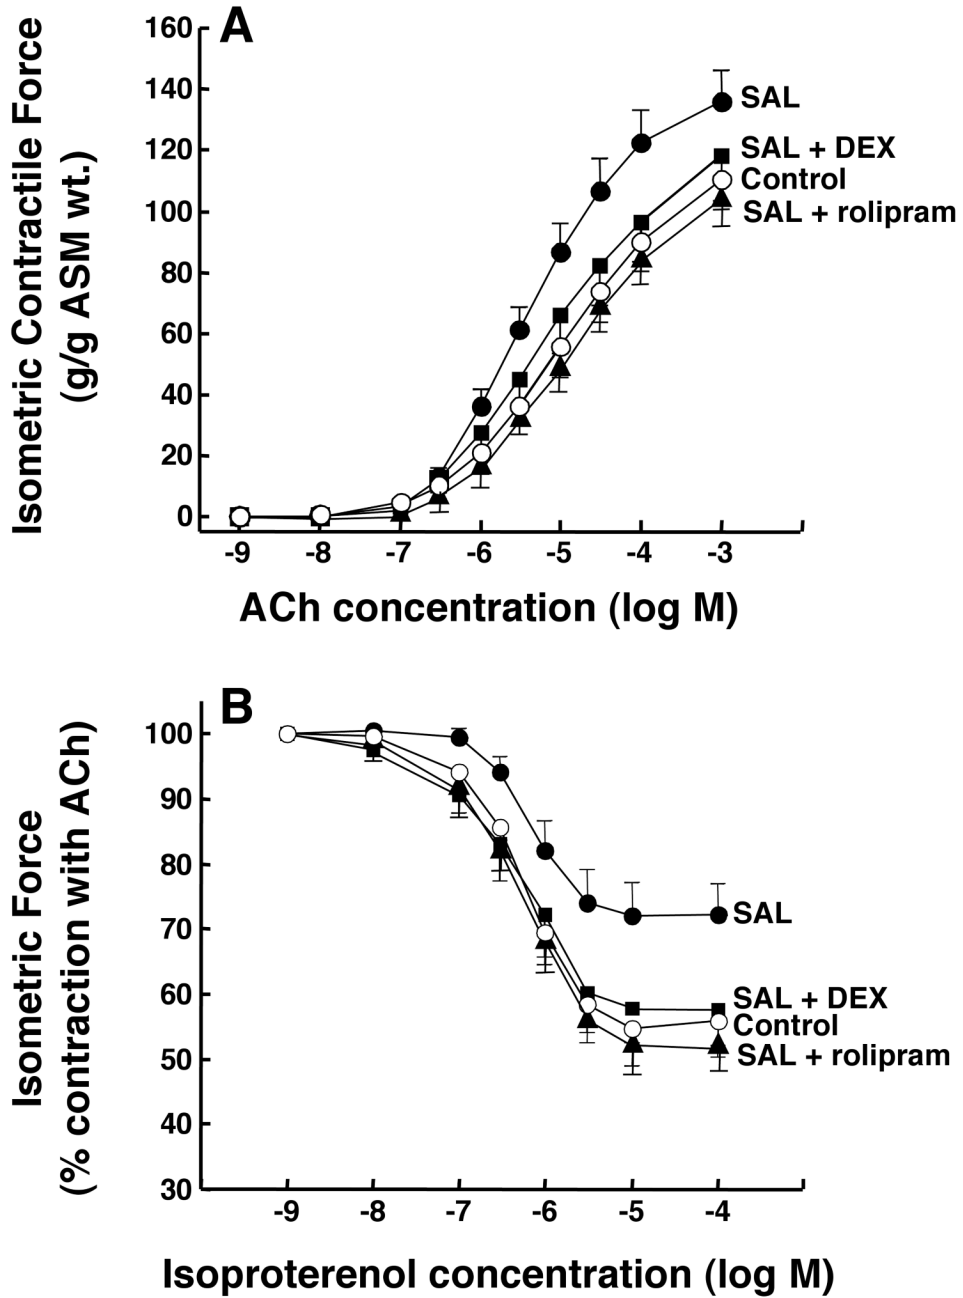 A
Isometric Contractile Force
(g/g ASM wt.)
160
140
120
100
80
60
40
20
0
SAL
SAL + DEX
Control
SAL + rolipram
-9 -8 -7 -6 -5 -4 -3
ACh concentration (log M)
B
Isometric Force
(% contraction with ACh)
100
90
80
70
60
50
40
30
SAL
SAL + DEX
Control
SAL + rolipram
-9 -8 -7 -6 -5 -4
Isoproterenol concentration (log M)